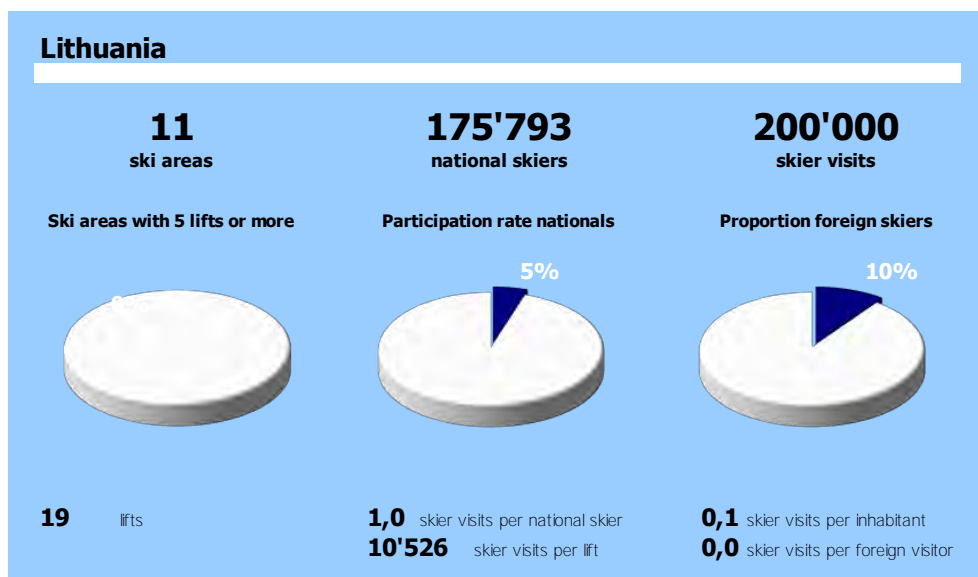 Lithuania
11
ski areas
175'793
national skiers
200'000
skier visits
Ski areas with 5 lifts or more
Participation rate nationals
Proportion foreign skiers
5%
10%
19 lifts
1,0 skier visits per national skier
10'526 skier visits per lift
0,1 skier visits per inhabitant
0,0 skier visits per foreign visitor